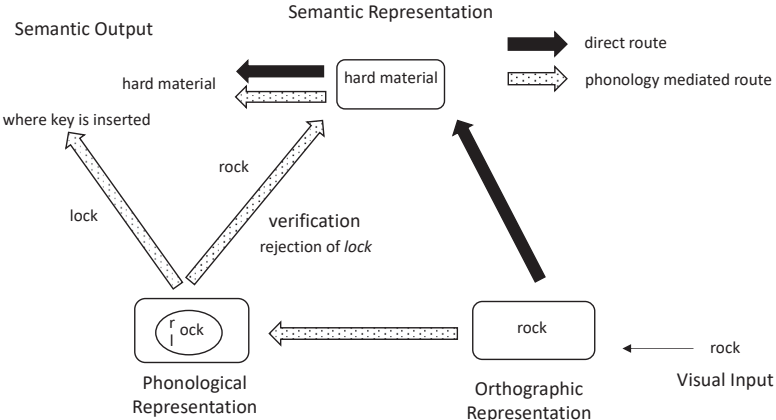 Semantic Representation
Semantic Output
direct route
hard material
hard material
phonology mediated route
where key is inserted
rock
lock
verification
rejection of lock
r
l
ock
rock
rock
Phonological
Representation
Orthographic
Representation
Visual Input